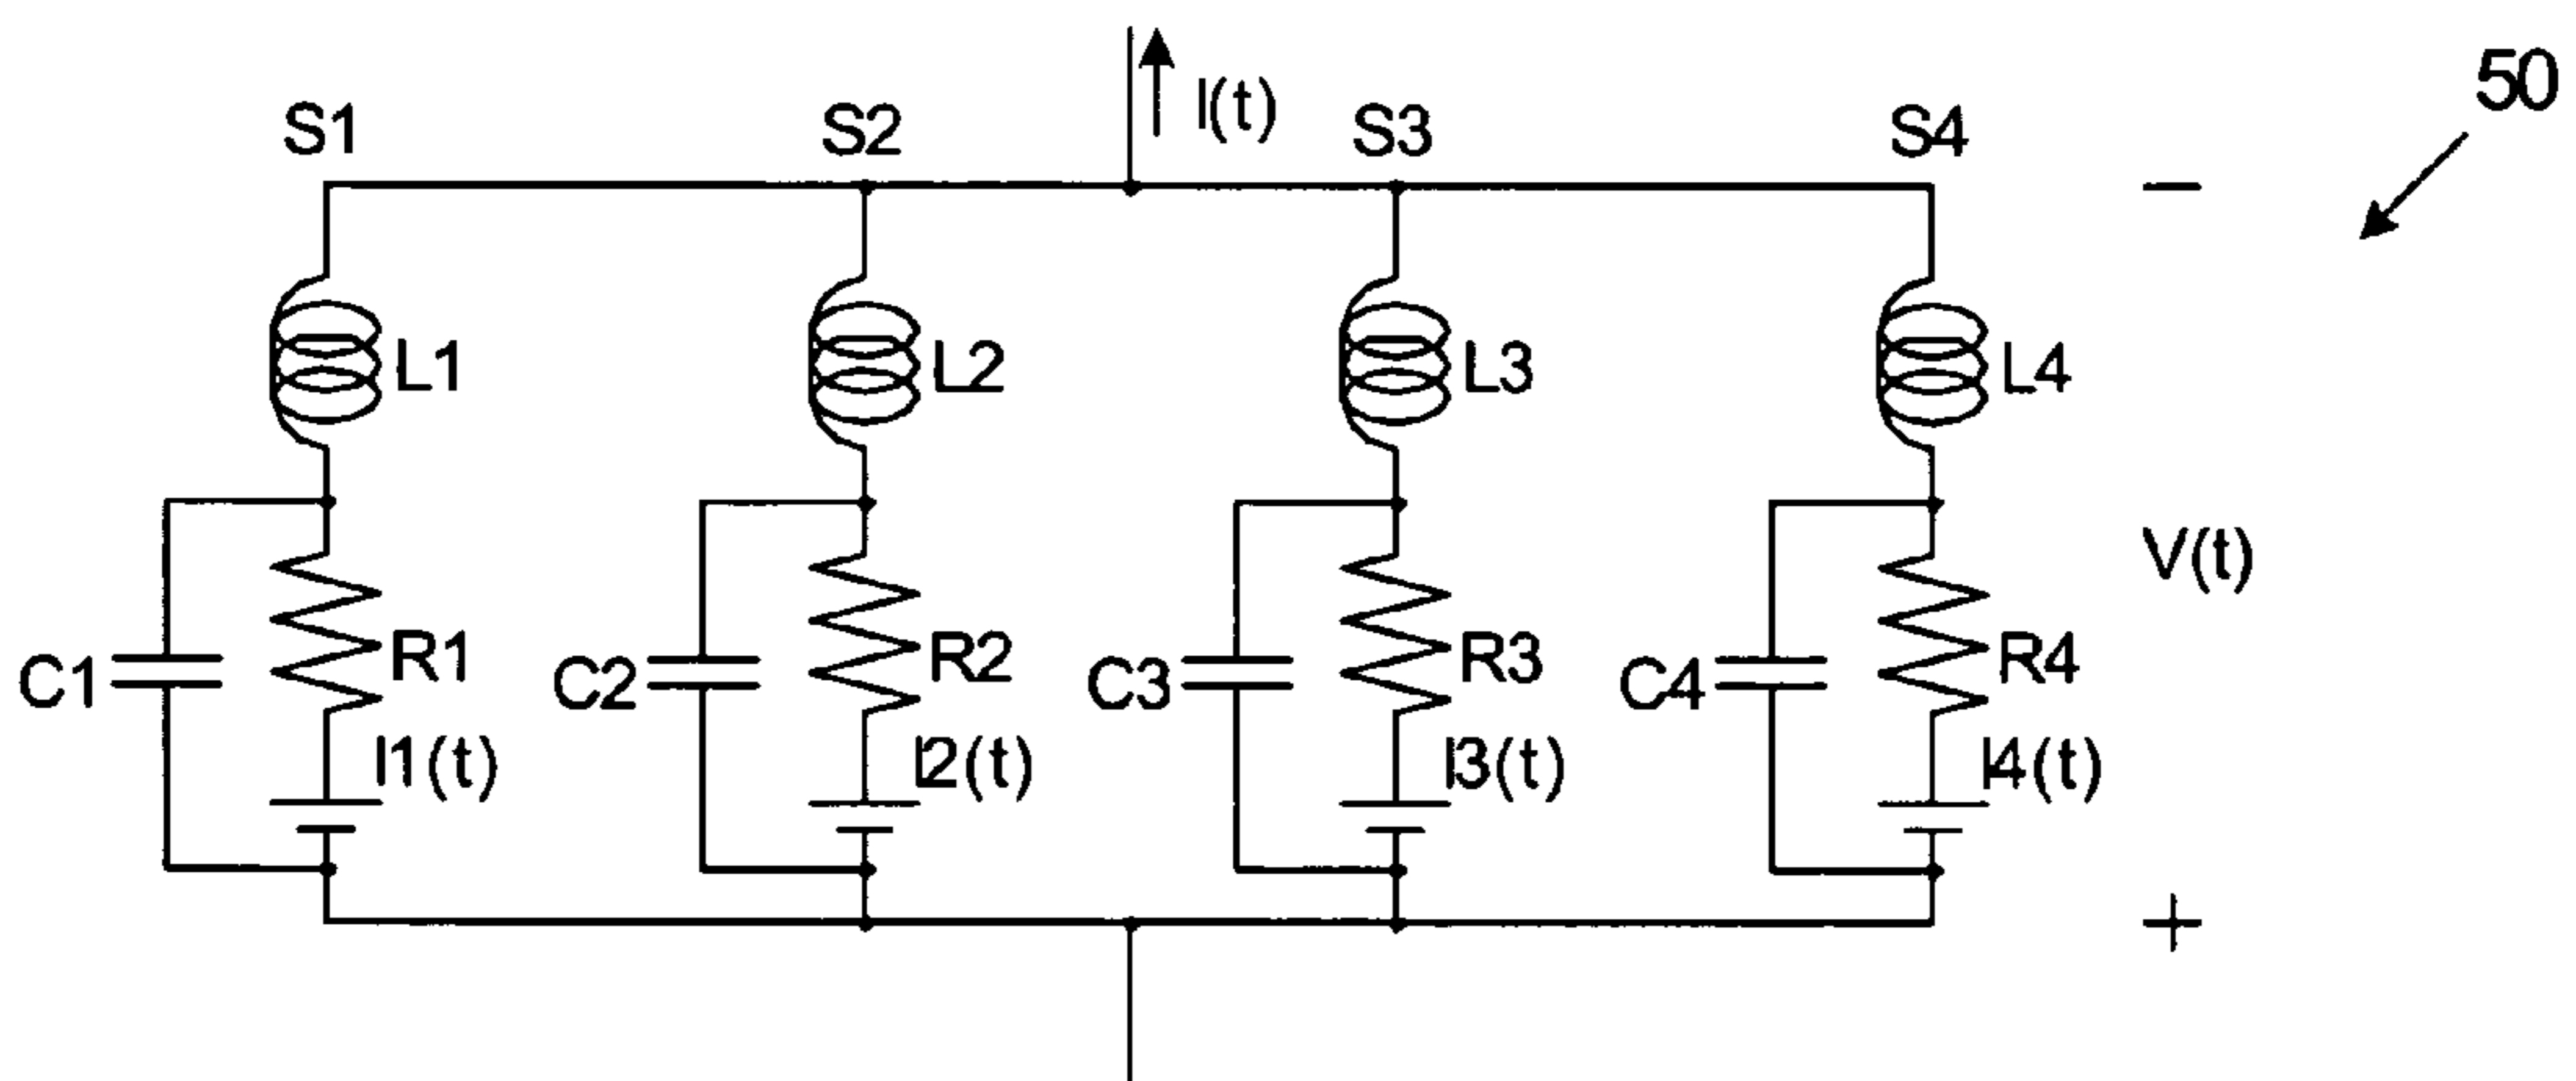 50
I(t)
S1 S2 S3 S4
−
L1 L2 L3 L4
V(t)
C1 R1 C2 R2 C3 R3 C4 R4
I1(t) I2(t) I3(t) I4(t)
+